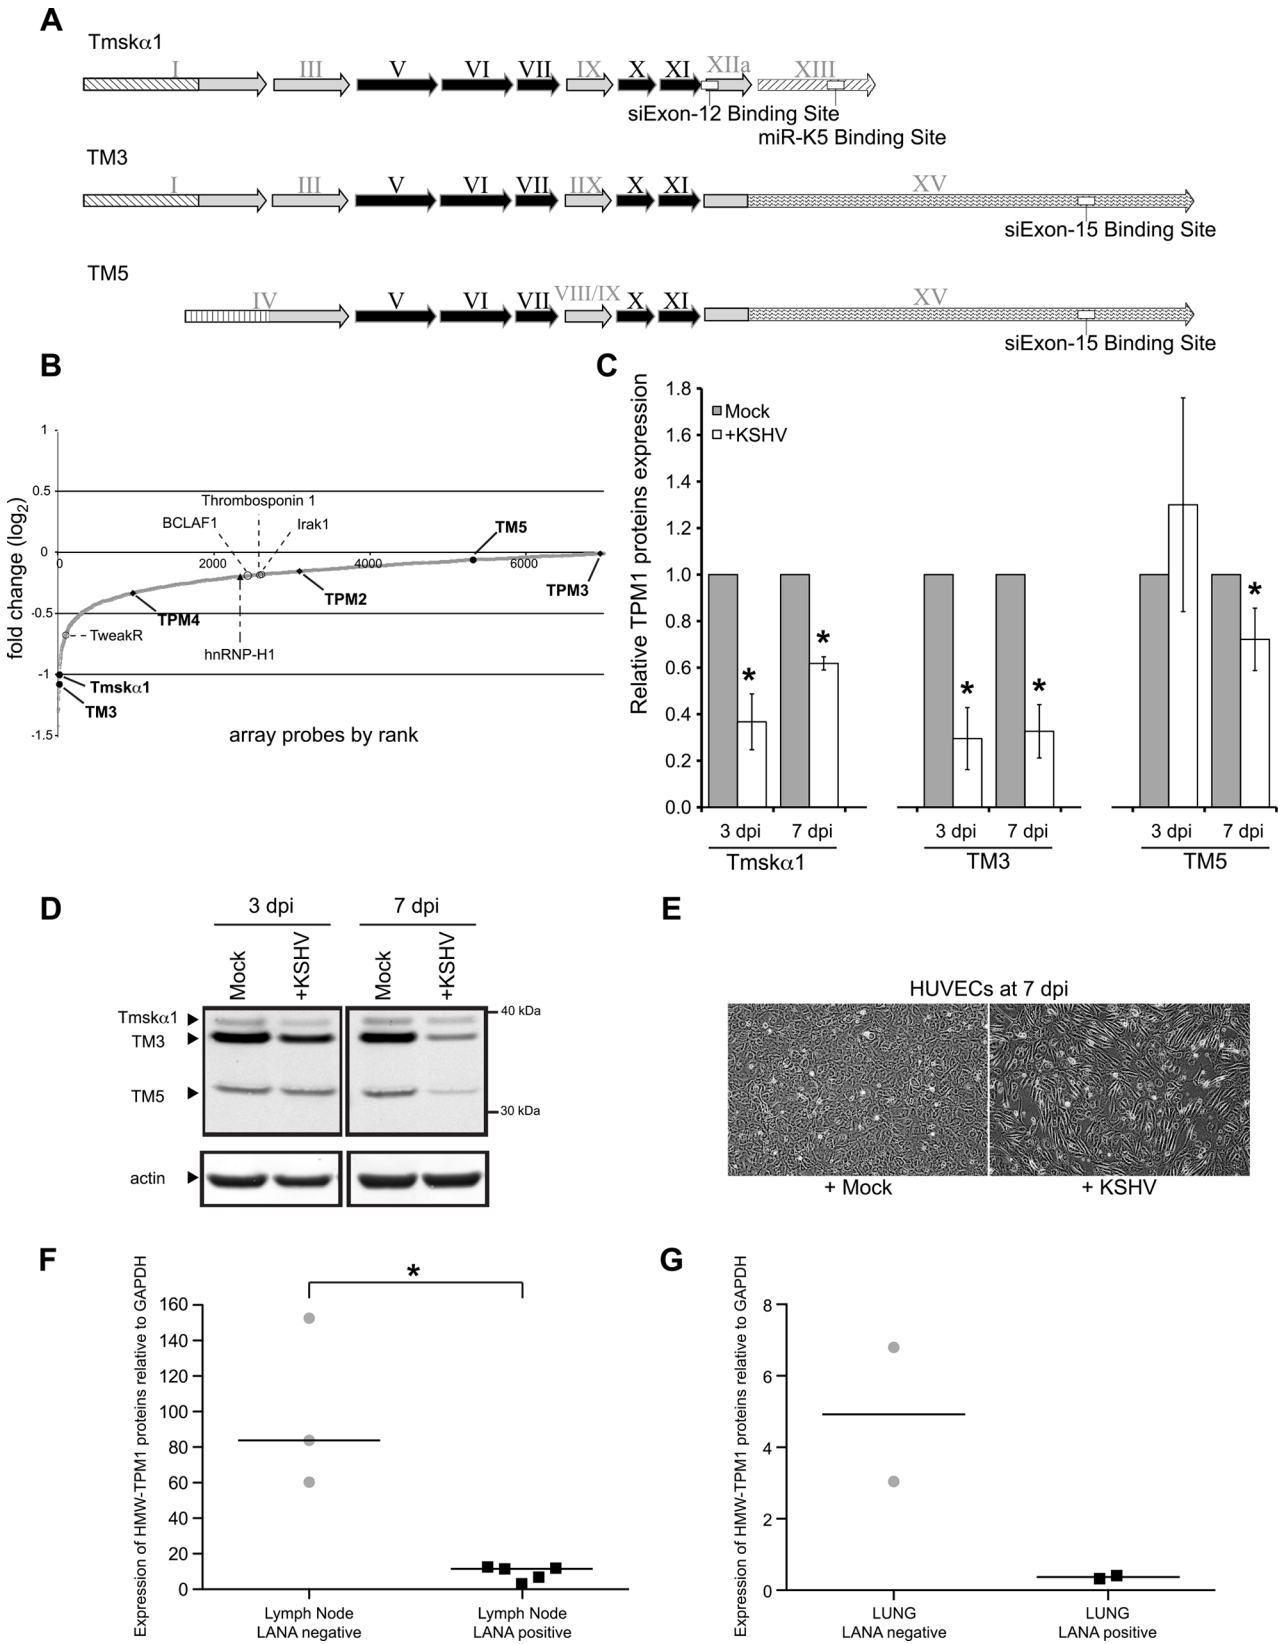 A
Tmskα1
I III V VI VII IX X XI XIIa XIII
siExon-12 Binding Site
miR-K5 Binding Site
TM3
I III V VI VII IIX X XI XV
siExon-15 Binding Site
TM5
IV V VI VII VIII/IX X XI XV
siExon-15 Binding Site
B
fold change (log2)
1
0.5
0
-0.5
-1
-1.5
0 2000 4000 6000
Thrombosponin 1
BCLAF1
Irak1
TM5
TPM3
TPM2
TPM4
TweakR
hnRNP-H1
Tmskα1
TM3
array probes by rank
C
Relative TPM1 proteins expression
1.8
1.6
1.4
1.2
1.0
0.8
0.6
0.4
0.2
0.0
Mock
+KSHV
* * * * *
3 dpi 7 dpi 3 dpi 7 dpi 3 dpi 7 dpi
Tmskα1 TM3 TM5
D
3 dpi 7 dpi
Mock +KSHV Mock +KSHV
Tmskα1
TM3
TM5
40 kDa
30 kDa
actin
E
HUVECs at 7 dpi
+ Mock + KSHV
F
Expression of HMW-TPM1 proteins relative to GAPDH
*
160
140
120
100
80
60
40
20
0
Lymph Node
LANA negative
Lymph Node
LANA positive
G
Expression of HMW-TPM1 proteins relative to GAPDH
8
6
4
2
0
LUNG
LANA negative
LUNG
LANA positive